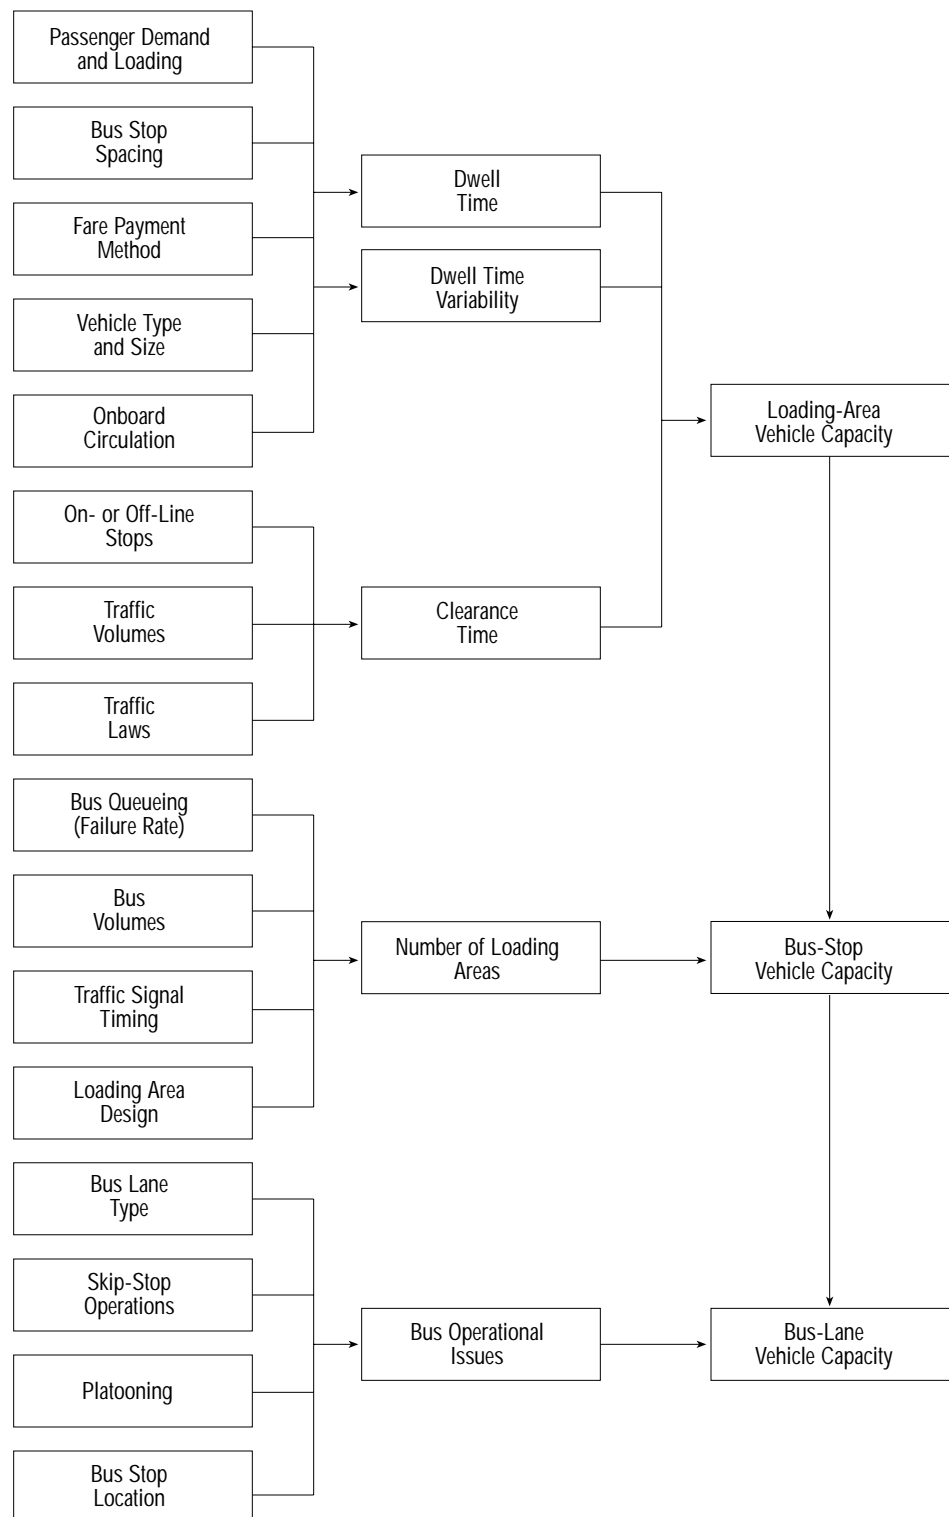 Passenger Demand
and Loading
Bus Stop
Spacing
Fare Payment
Method
Vehicle Type
and Size
Onboard
Circulation
On- or Off-Line
Stops
Traffic
Volumes
Traffic
Laws
Bus Queueing
(Failure Rate)
Bus
Volumes
Traffic Signal
Timing
Loading Area
Design
Bus Lane
Type
Skip-Stop
Operations
Platooning
Bus Stop
Location
Dwell
Time
Dwell Time
Variability
Clearance
Time
Number of Loading
Areas
Bus Operational
Issues
Loading-Area
Vehicle Capacity
Bus-Stop
Vehicle Capacity
Bus-Lane
Vehicle Capacity